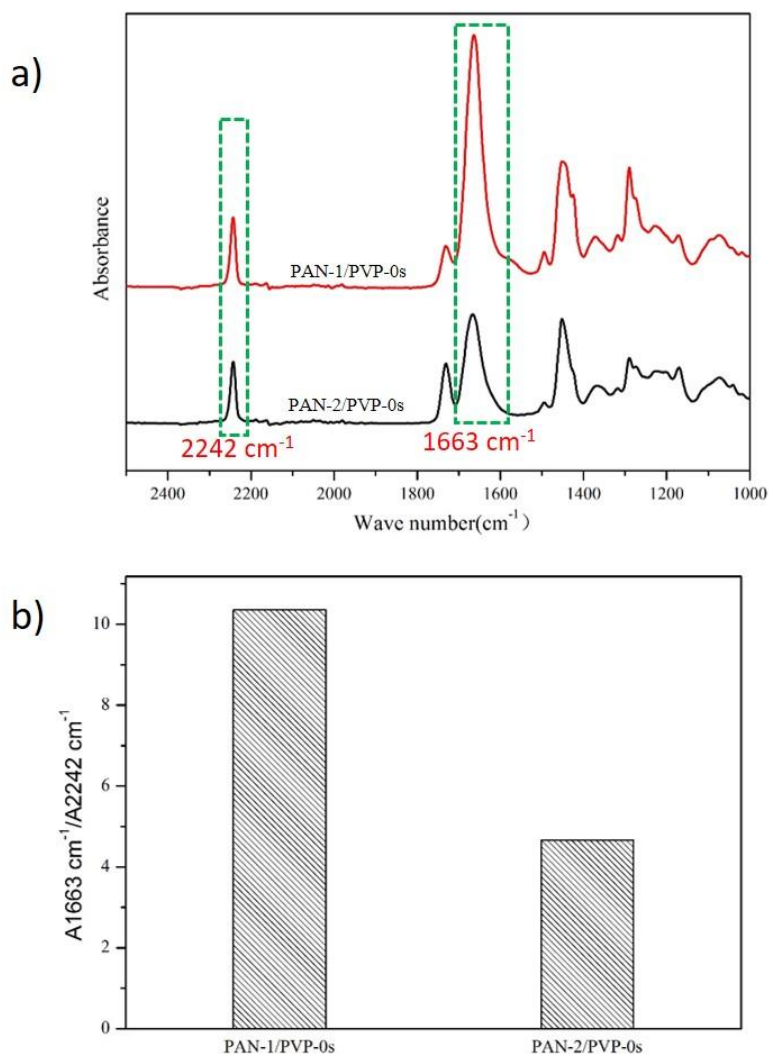 a)
Absorbance
PAN-1/PVP-0s
PAN-2/PVP-0s
2242 cm⁻¹
1663 cm⁻¹
2400 2200 2000 1800 1600 1400 1200 1000
Wave number(cm⁻¹)
b)
A1663 cm⁻¹/A2242 cm⁻¹
10
8
6
4
2
0
PAN-1/PVP-0s PAN-2/PVP-0s